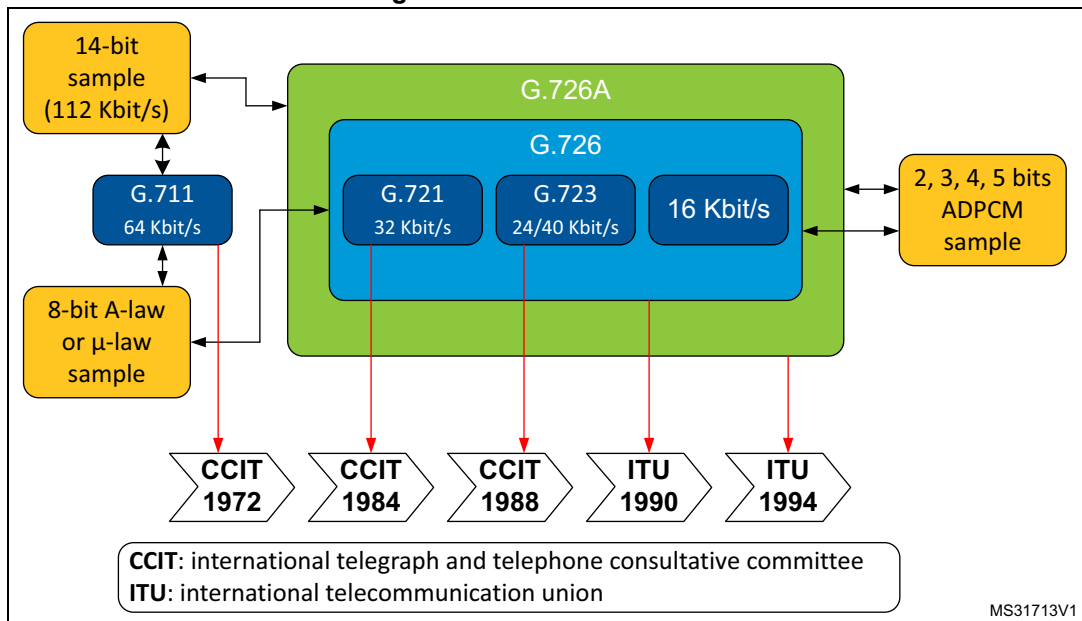 14-bit
sample
(112 Kbit/s)
G.711
64 Kbit/s
8-bit A-law
or μ-law
sample
G.726A
G.726
G.721
32 Kbit/s
G.723
24/40 Kbit/s
16 Kbit/s
2, 3, 4, 5 bits
ADPCM
sample
CCIT
1972
CCIT
1984
CCIT
1988
ITU
1990
ITU
1994
CCIT: international telegraph and telephone consultative committee
ITU: international telecommunication union
MS31713V1